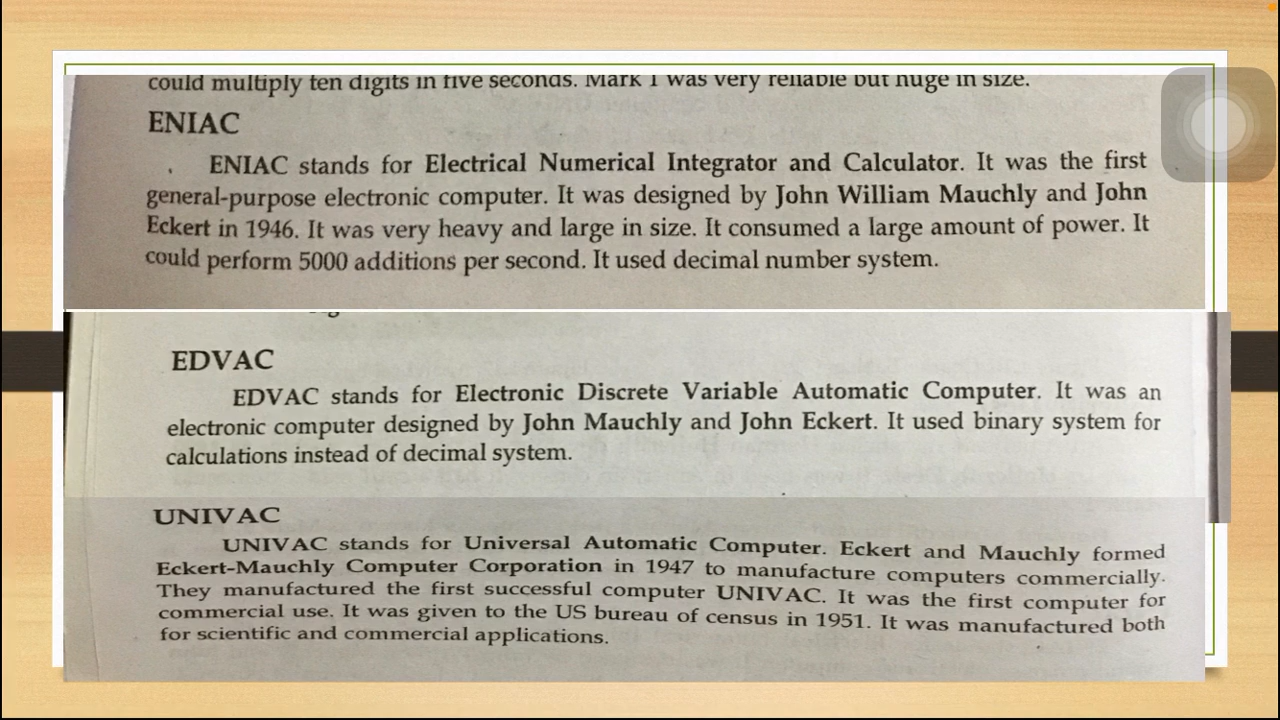 could multiply ten digits in five seconds. Mark 1 was very reliable but huge in size.
ENIAC
ENIAC stands for Electrical Numerical Integrator and Calculator. It was the first
general-purpose electronic computer. It was designed by John William Mauchly and John
Eckert in 1946. It was very heavy and large in size. It consumed a large amount of power. It
could perform 5000 additions per second. It used decimal number system.
EDVAC
EDVAC stands for Electronic Discrete Variable Automatic Computer. It was an
electronic computer designed by John Mauchly and John Eckert. It used binary system for
calculations instead of decimal system.
UNIVAC
UNIVAC stands for Universal Automatic Computer. Eckert and Mauchly formed
Eckert-Mauchly Computer Corporation in 1947 to manufacture computers commercially.
They manufactured the first successful computer UNIVAC. It was the first computer for
commercial use. It was given to the US bureau of census in 1951. It was manufactured both
for scientific and commercial applications.